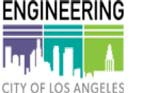 ENGINEERING
CITY OF LOS ANGELES